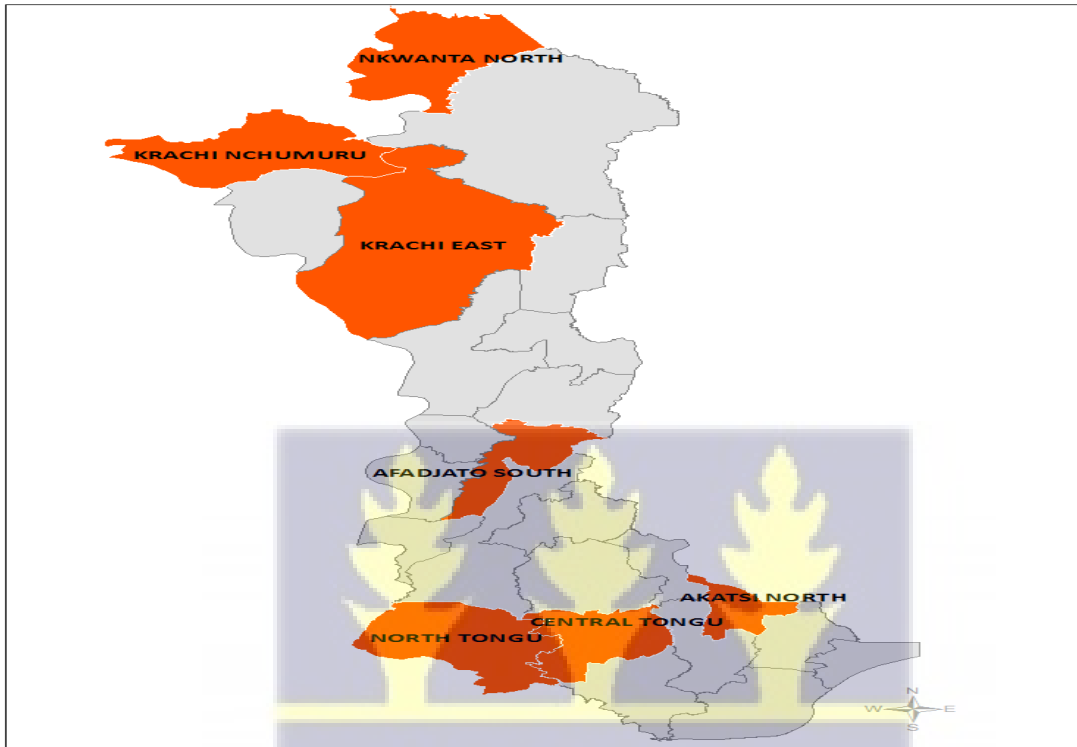 NKWANTA NORTH
KRACHI NCHUMURU
KRACHI EAST
AFADJATO SOUTH
AKATSI NORTH
CENTRAL TONGU
NORTH TONGU
N
W E
S